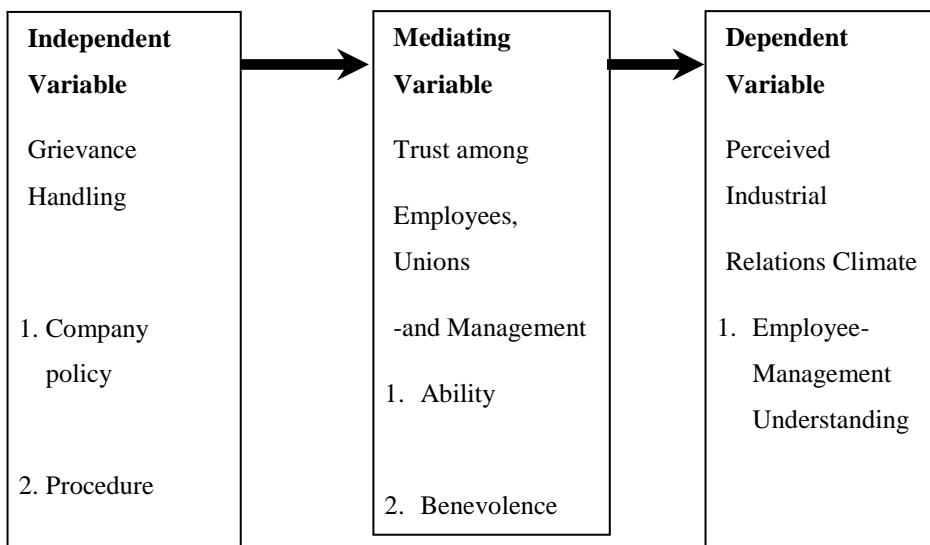 Independent
Variable
Grievance
Handling
1. Company
policy
2. Procedure
Mediating
Variable
Trust among
Employees,
Unions
-and Management
1. Ability
2. Benevolence
Dependent
Variable
Perceived
Industrial
Relations Climate
1. Employee-
Management
Understanding